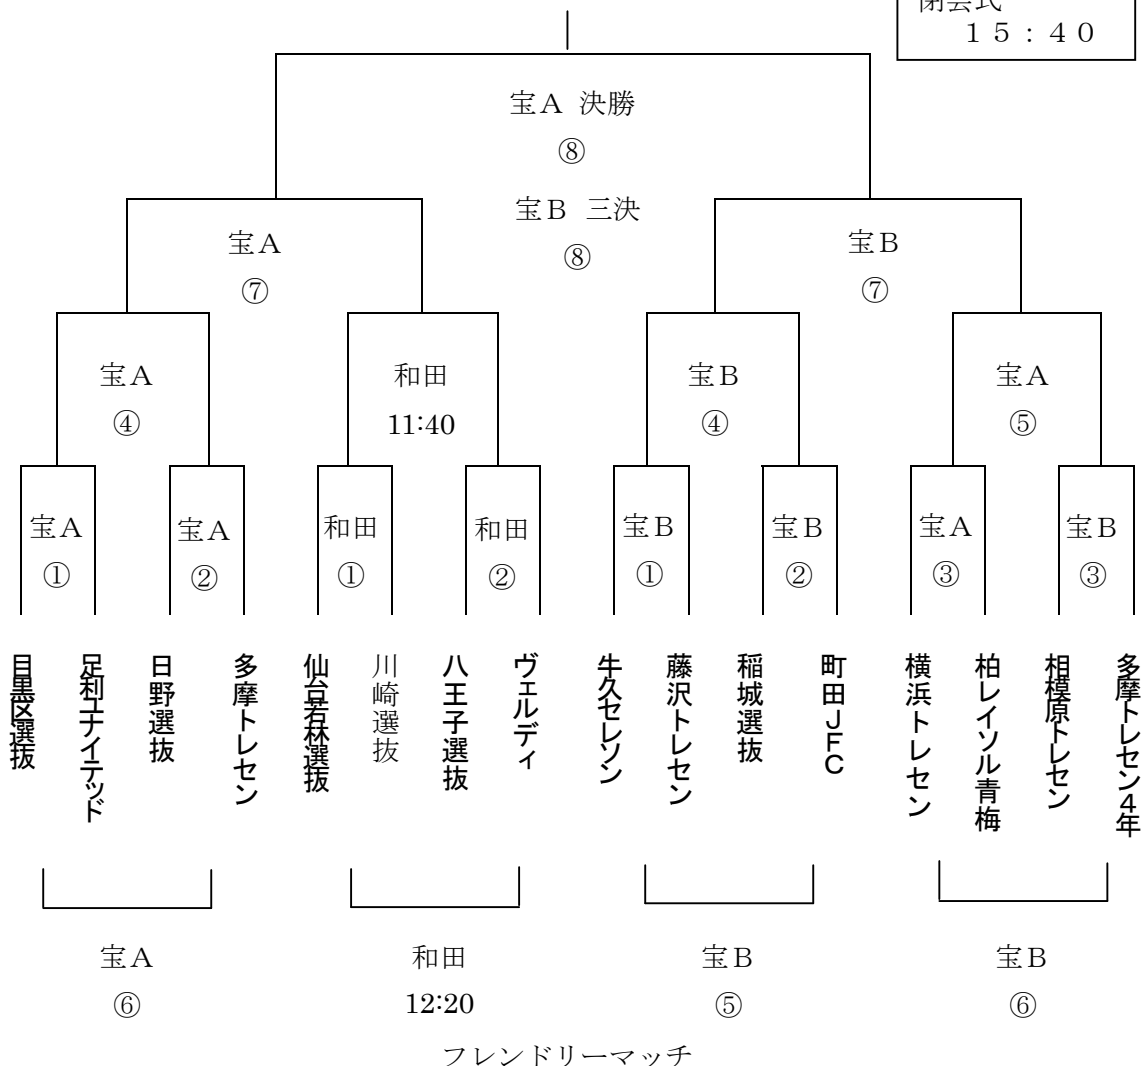 閉会式
15:40
宝A 決勝
⑧
宝B 三決
⑧
宝A
⑦
宝B
⑦
宝A
④
和田
11:40
宝B
④
宝A
⑤
宝A
①
宝A
②
和田
①
和田
②
宝B
①
宝B
②
宝A
③
宝B
③
目黒区選抜
足利ユナイテッド
日野選抜
多摩トレセン
仙台若林選抜
川崎選抜
八王子選抜
ヴェルディ
牛久セレソン
藤沢トレセン
稲城選抜
町田JFC
横浜トレセン
柏レイソル青梅
相模原トレセン
多摩トレセン4年
宝A
⑥
和田
12:20
宝B
⑤
宝B
⑥
フレンドリーマッチ